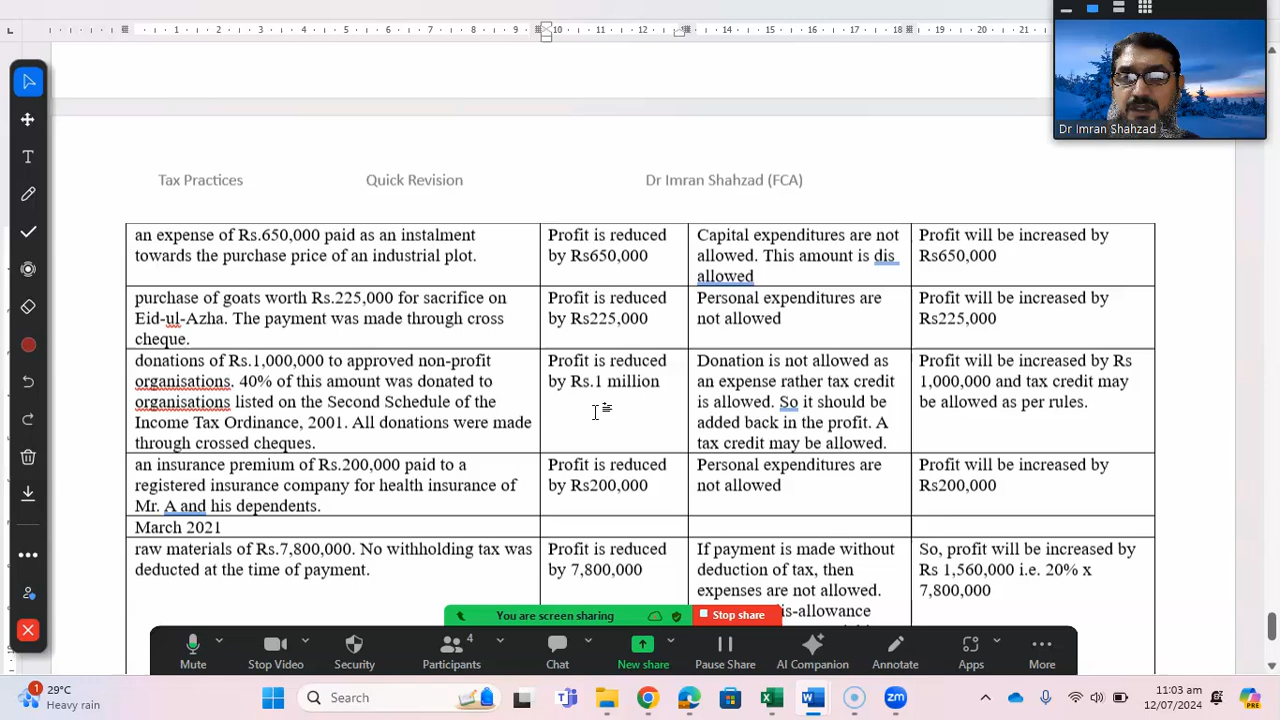 Dr Imran Shahzad
Tax Practices Quick Revision Dr Imran Shahzad (FCA)
an expense of Rs.650,000 paid as an instalment
towards the purchase price of an industrial plot.
Profit is reduced
by Rs650,000
Capital expenditures are not
allowed. This amount is dis
allowed
Profit will be increased by
Rs650,000
purchase of goats worth Rs.225,000 for sacrifice on
Eid-ul-Azha. The payment was made through cross
cheque.
Profit is reduced
by Rs225,000
Personal expenditures are
not allowed
Profit will be increased by
Rs225,000
donations of Rs.1,000,000 to approved non-profit
organisations. 40% of this amount was donated to
organisations listed on the Second Schedule of the
Income Tax Ordinance, 2001. All donations were made
through crossed cheques.
Profit is reduced
by Rs.1 million
Donation is not allowed as
an expense rather tax credit
is allowed. So it should be
added back in the profit. A
tax credit may be allowed.
Profit will be increased by Rs
1,000,000 and tax credit may
be allowed as per rules.
an insurance premium of Rs.200,000 paid to a
registered insurance company for health insurance of
Mr. A and his dependents.
Profit is reduced
by Rs200,000
Personal expenditures are
not allowed
Profit will be increased by
Rs200,000
March 2021
raw materials of Rs.7,800,000. No withholding tax was
deducted at the time of payment.
Profit is reduced
by 7,800,000
If payment is made without
deduction of tax, then
expenses are not allowed.
is-allowance
So, profit will be increased by
Rs 1,560,000 i.e. 20% x
7,800,000
You are screen sharing Stop share
4
Mute Stop Video Security Participants Chat New share Pause Share AI Companion Annotate Apps More
1
29°C
Heavy rain
Search
11:03 am
12/07/2024